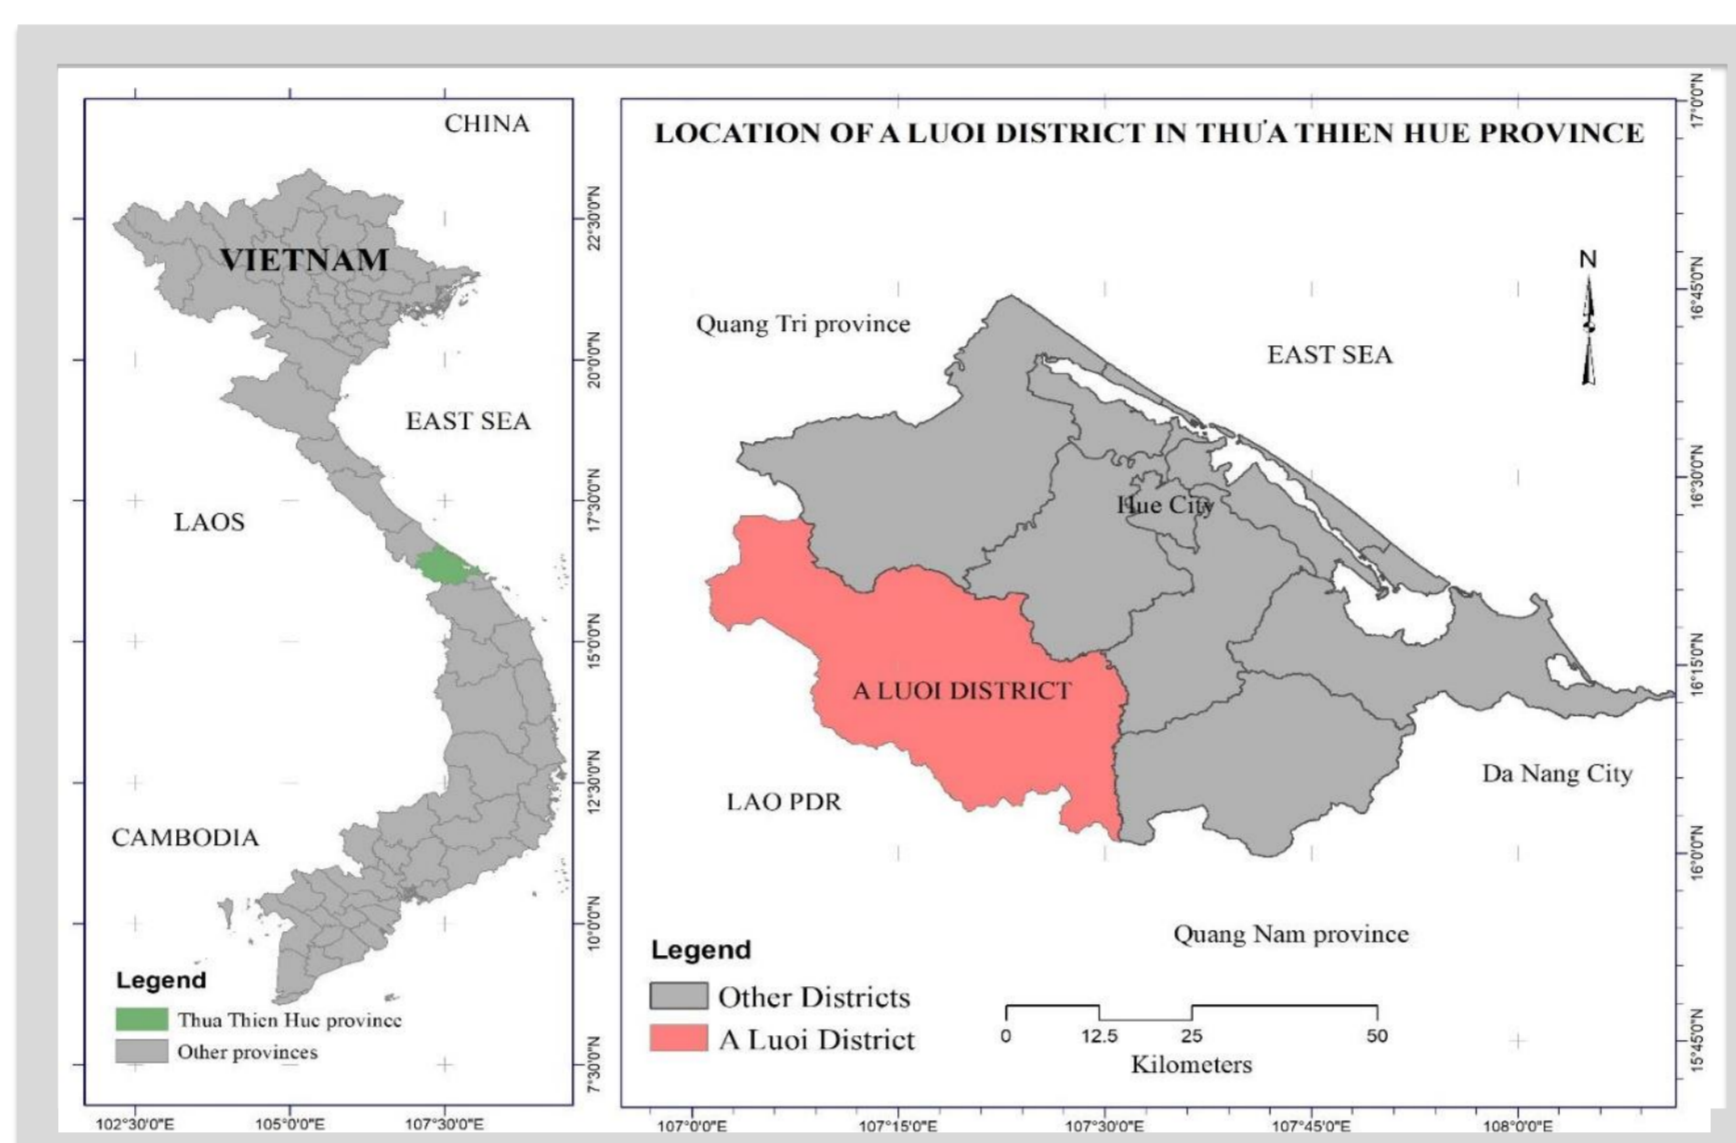 CHINA
VIETNAM
EAST SEA
LAOS
CAMBODIA
Legend
Thua Thien Hue province
Other provinces
22°30'0"N
20°0'0"N
17°30'0"N
15°0'0"N
12°30'0"N
10°0'0"N
7°30'0"N
102°30'0"E
105°0'0"E
107°30'0"E
LOCATION OF A LUOI DISTRICT IN THƯA THIEN HUE PROVINCE
N
Quang Tri province
EAST SEA
Hue City
A LUOI DISTRICT
LAO PDR
Da Nang City
Quang Nam province
Legend
Other Districts
A Luoi District
0 12.5 25 50
Kilometers
17°0'0"N
16°45'0"N
16°30'0"N
16°15'0"N
16°0'0"N
15°45'0"N
107°0'0"E
107°15'0"E
107°30'0"E
107°45'0"E
108°0'0"E